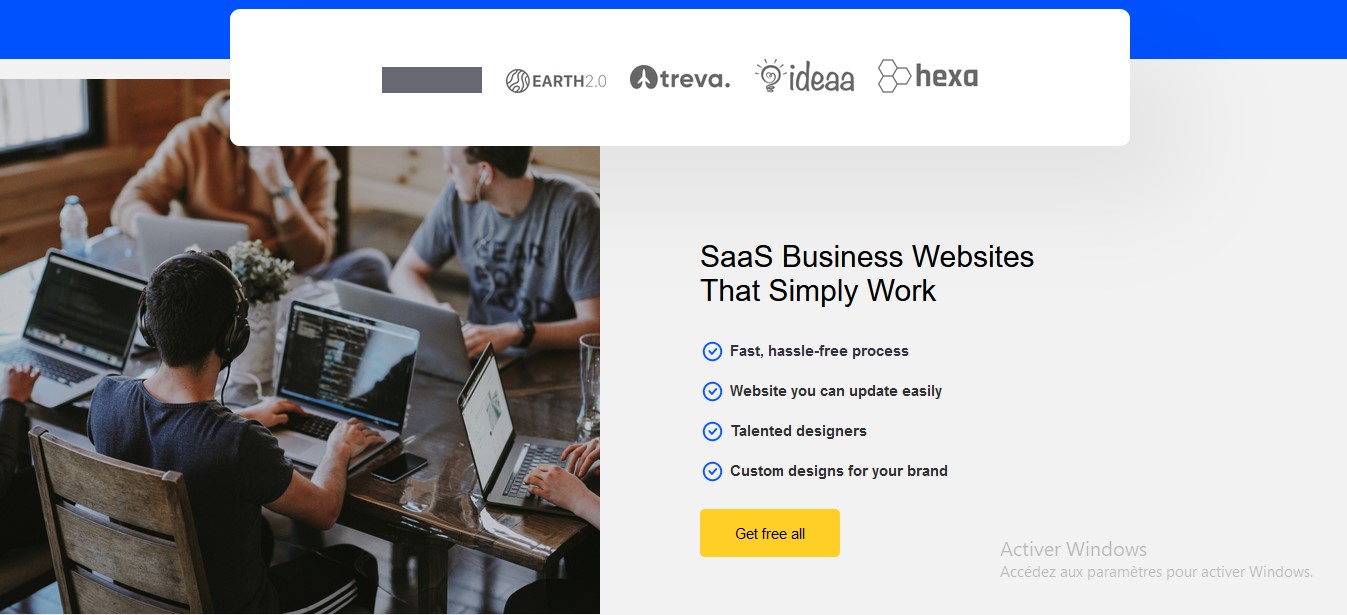 EARTH2.0
treva.
ideaa
hexa
SaaS Business Websites
That Simply Work
Fast, hassle-free process
Website you can update easily
Talented designers
Custom designs for your brand
Get free all
Activer Windows
Accédez aux paramètres pour activer Windows.